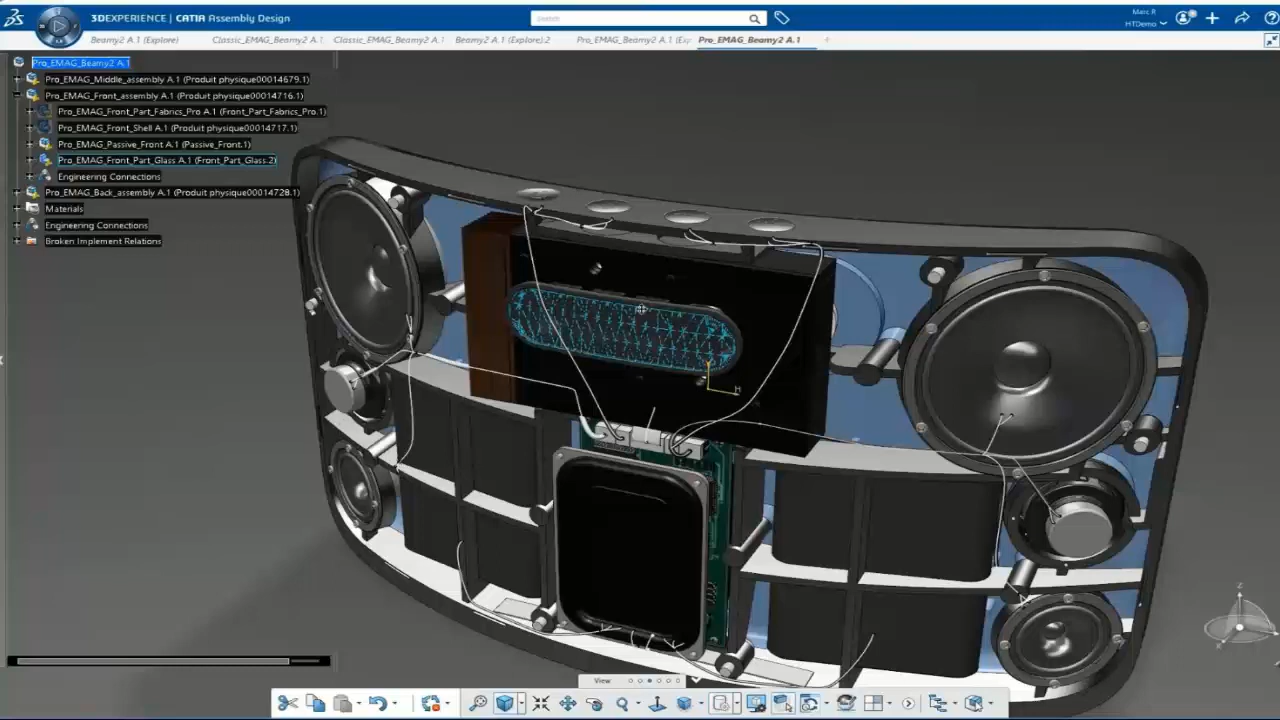 3DEXPERIENCE | CATIA Assembly Design
Search
Marc R
HTDemo
Beamy2 A.1 (Explore)
Classic_EMAG_Beamy2 A.1
Classic_EMAG_Beamy2 A.1
Beamy2 A.1 (Explore).2
Pro_EMAG_Beamy2 A.1 (Exp
Pro_EMAG_Beamy2 A.1
Pro_EMAG_Beamy2 A.1
Pro_EMAG_Middle_assembly A.1 (Produit physique00014679.1)
Pro_EMAG_Front_assembly A.1 (Produit physique00014716.1)
Pro_EMAG_Front_Part_Fabrics_Pro A.1 (Front_Part_Fabrics_Pro.1)
Pro_EMAG_Front_Shell A.1 (Produit physique00014717.1)
Pro_EMAG_Passive_Front A.1 (Passive_Front.1)
Pro_EMAG_Front_Part_Glass A.1 (Front_Part_Glass.2)
Engineering Connections
Pro_EMAG_Back_assembly A.1 (Produit physique00014728.1)
Materials
Engineering Connections
Broken Implement Relations
H
Z
X
View